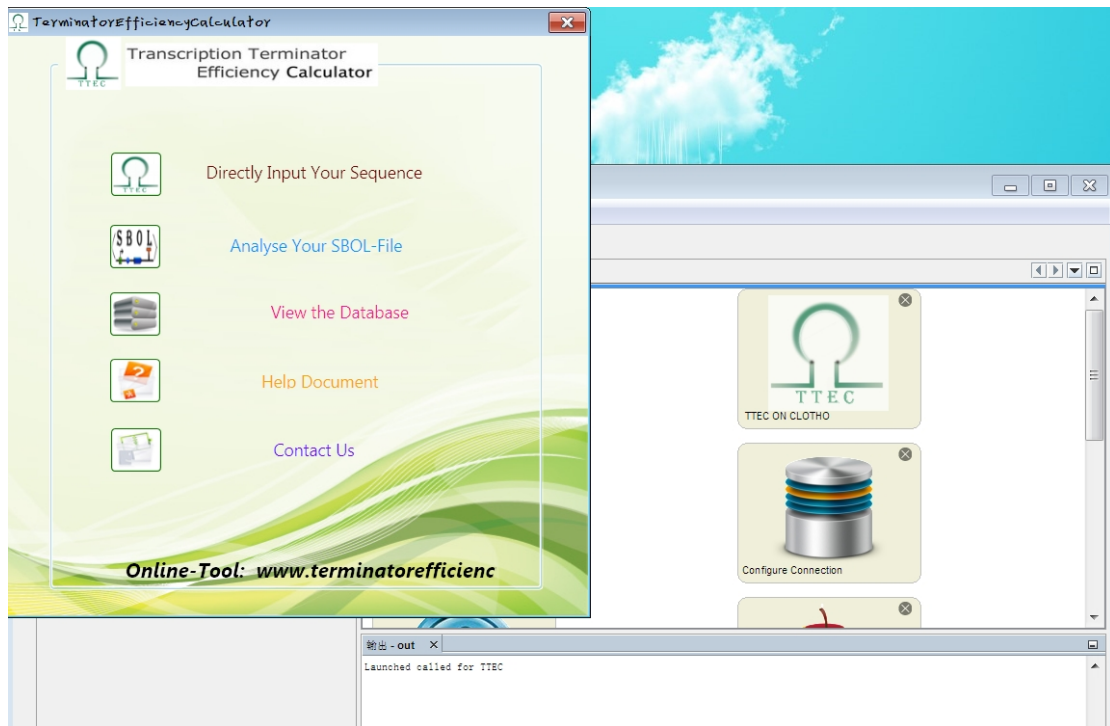 TerminatorEfficiencyCalculator
Transcription Terminator
Efficiency Calculator
TTEC
TTEC
Directly Input Your Sequence
SBOL
Analyse Your SBOL-File
View the Database
Help Document
Contact Us
Online-Tool: www.terminatorefficienc
TTEC
TTEC ON CLOTHO
Configure Connection
输出 - out
Launched called for TTEC